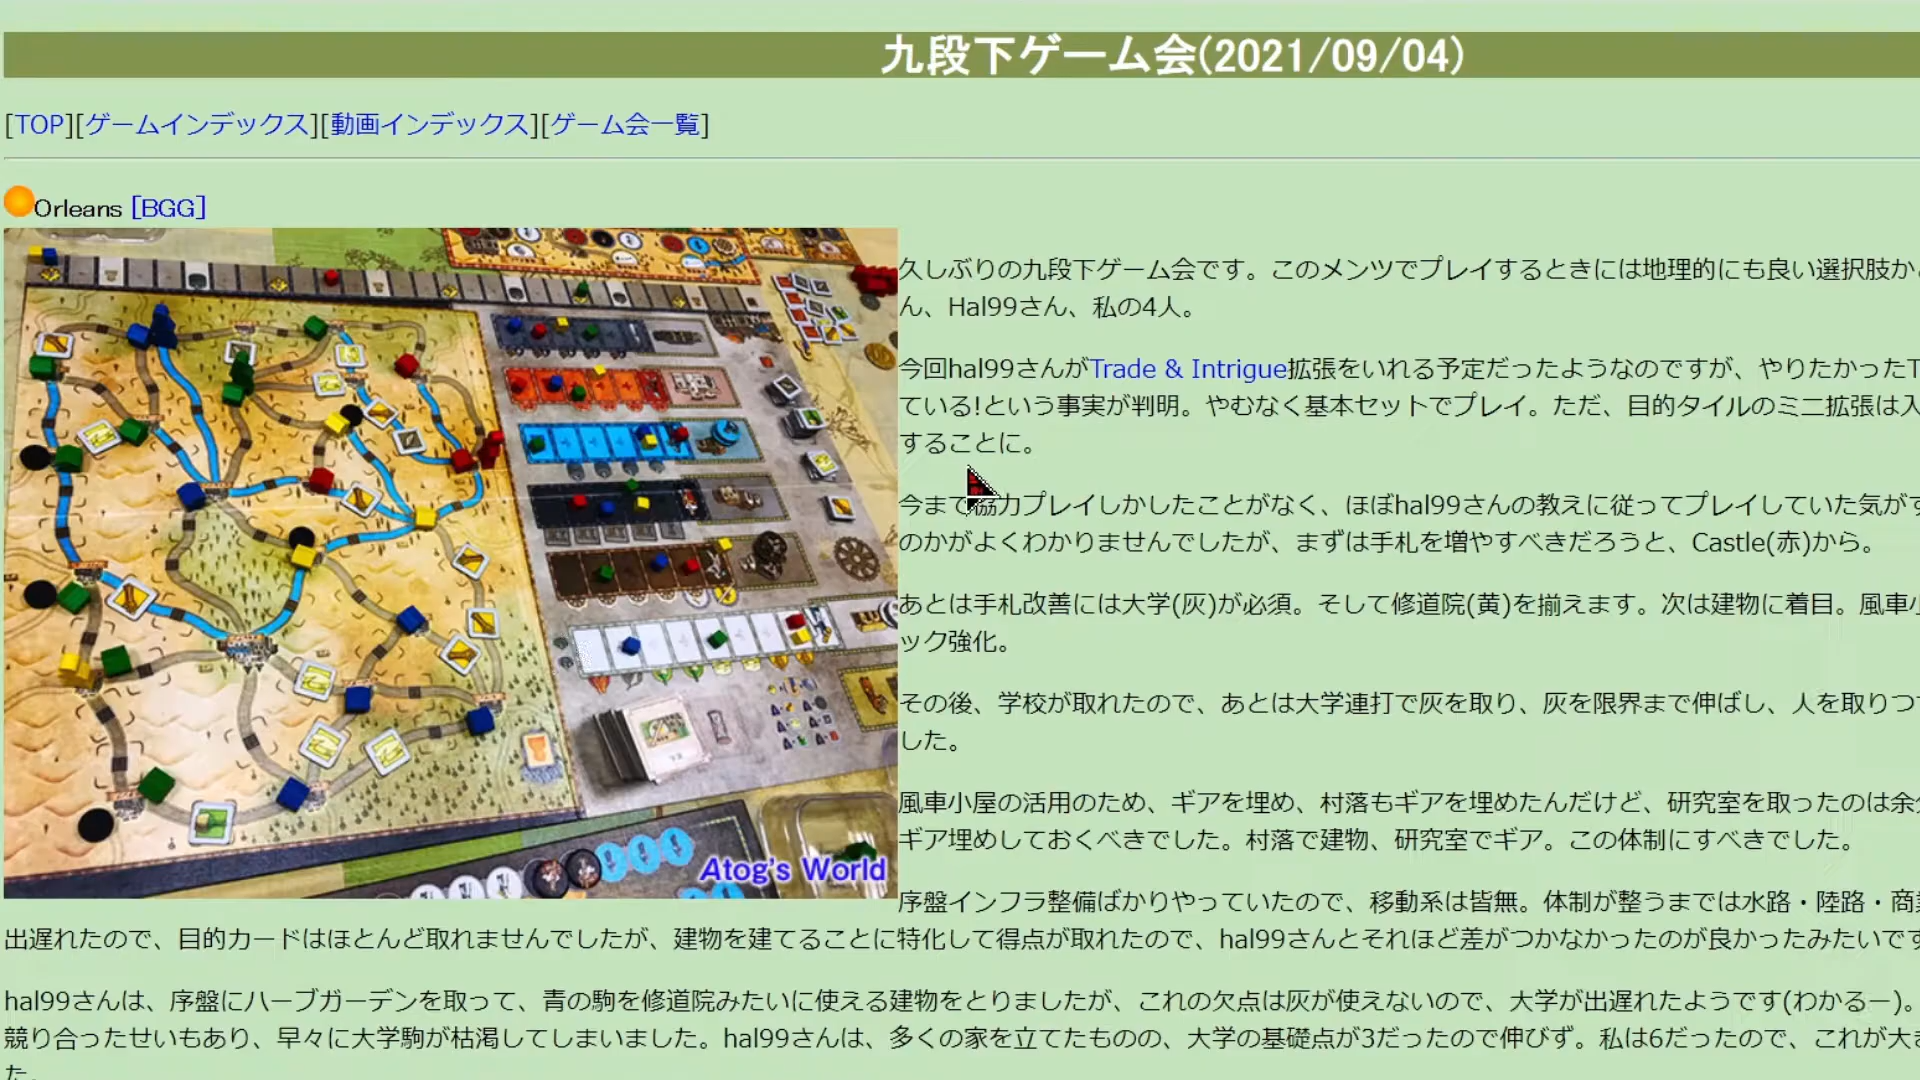 九段下ゲーム会(2021/09/04)
[TOP][ゲームインデックス][動画インデックス][ゲーム会一覧]
Orleans [BGG]
久しぶりの九段下ゲーム会です。このメンツでプレイするときには地理的にも良い選択肢か
ん、Hal99さん、私の4人。
今回hal99さんがTrade & Intrigue拡張をいれる予定だったようなのですが、やりたかったT
ている!という事実が判明。やむなく基本セットでプレイ。ただ、目的タイルのミニ拡張は入
することに。
今まで協力プレイしかしたことがなく、ほぼhal99さんの教えに従ってプレイしていた気がす
のかがよくわかりませんでしたが、まずは手札を増やすべきだろうと、Castle(赤)から。
あとは手札改善には大学(灰)が必須。そして修道院(黄)を揃えます。次は建物に着目。風車小
ック強化。
その後、学校が取れたので、あとは大学連打で灰を取り、灰を限界まで伸ばし、人を取りつつ
した。
風車小屋の活用のため、ギアを埋め、村落もギアを埋めたんだけど、研究室を取ったのは余分
ギア埋めしておくべきでした。村落で建物、研究室でギア。この体制にすべきでした。
序盤インフラ整備ばかりやっていたので、移動系は皆無。体制が整うまでは水路・陸路・商業
出遅れたので、目的カードはほとんど取れませんでしたが、建物を建てることに特化して得点が取れたので、hal99さんとそれほど差がつかなかったのが良かったみたいです
hal99さんは、序盤にハーブガーデンを取って、青の駒を修道院みたいに使える建物をとりましたが、これの欠点は灰が使えないので、大学が出遅れたようです(わかるー)。
競り合ったせいもあり、早々に大学駒が枯渇してしまいました。hal99さんは、多くの家を立てたものの、大学の基礎点が3だったので伸びず。私は6だったので、これが大き
た。
Atog's World